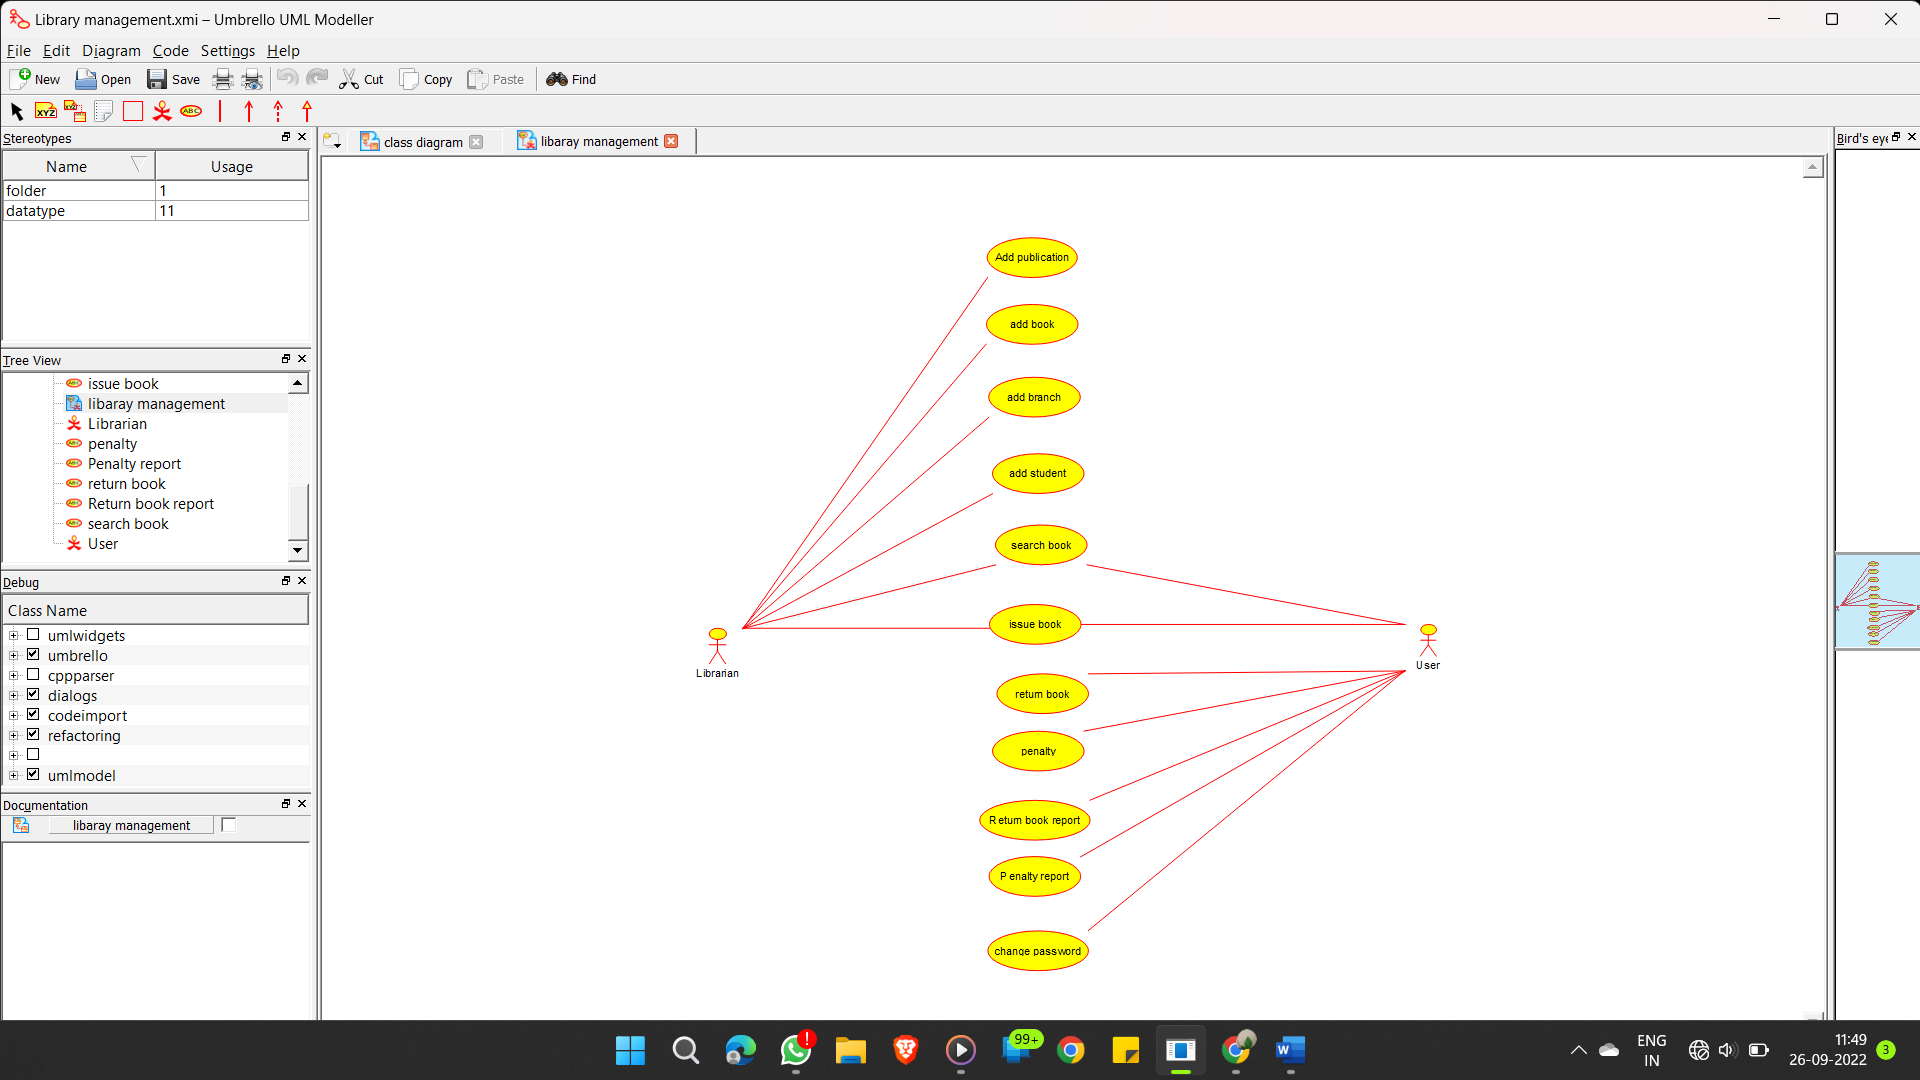 Library management.xmi – Umbrello UML Modeller
File Edit Diagram Code Settings Help
New Open Save Cut Copy Paste Find
XYZ XYZ ABC
Stereotypes
Name Usage
folder 1
datatype 11
Tree View
issue book
libaray management
Librarian
penalty
Penalty report
return book
Return book report
search book
User
Debug
Class Name
umlwidgets
umbrello
cppparser
dialogs
codeimport
refactoring
umlmodel
Documentation
libaray management
class diagram
libaray management
Add publication
add book
add branch
add student
search book
issue book
return book
penalty
Return book report
Penalty report
change password
Librarian
User
Bird's eye
99+
ENG
IN
11:49
26-09-2022
3